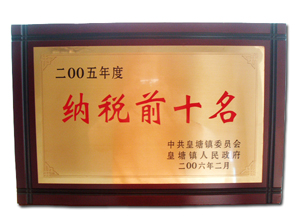 二00五年度
纳税前十名
中共皇塘镇委员会
皇塘镇人民政府
二00六年二月